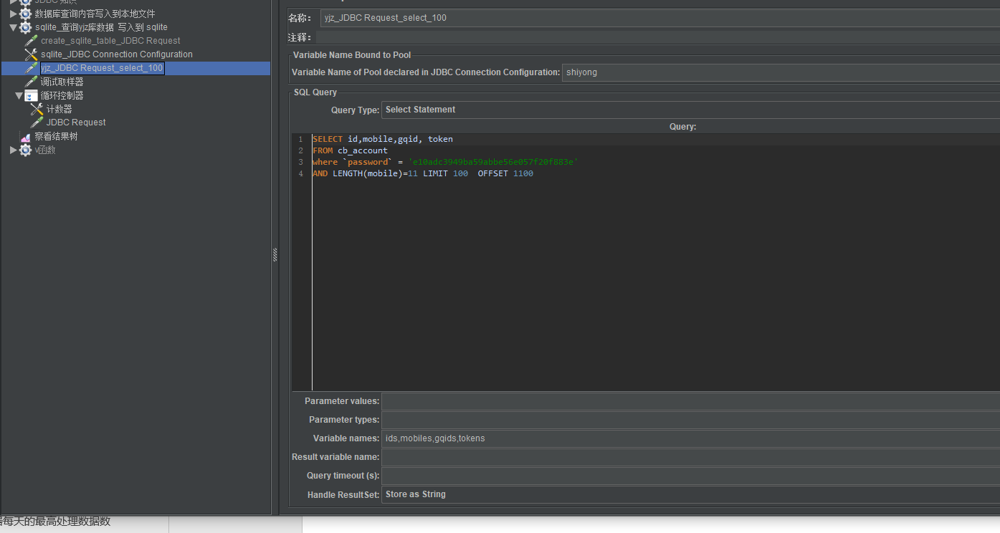 JDBC 知识
数据库查询内容写入到本地文件
sqlite_查询yjz库数据 写入到 sqlite
create_sqlite_table_JDBC Request
sqlite_JDBC Connection Configuration
yjz_JDBC Request_select_100
调试取样器
循环控制器
计数器
JDBC Request
察看结果树
v函数
名称：
yjz_JDBC Request_select_100
注释：
Variable Name Bound to Pool
Variable Name of Pool declared in JDBC Connection Configuration: shiyong
SQL Query
Query Type: Select Statement
Query:
1 SELECT id,mobile,gqid, token
2 FROM cb_account
3 where `password` = 'e10adc3949ba59abbe56e057f20f883e'
4 AND LENGTH(mobile)=11 LIMIT 100  OFFSET 1100
Parameter values:
Parameter types:
Variable names: ids,mobiles,gqids,tokens
Result variable name:
Query timeout (s):
Handle ResultSet: Store as String
每天的最高处理数据数